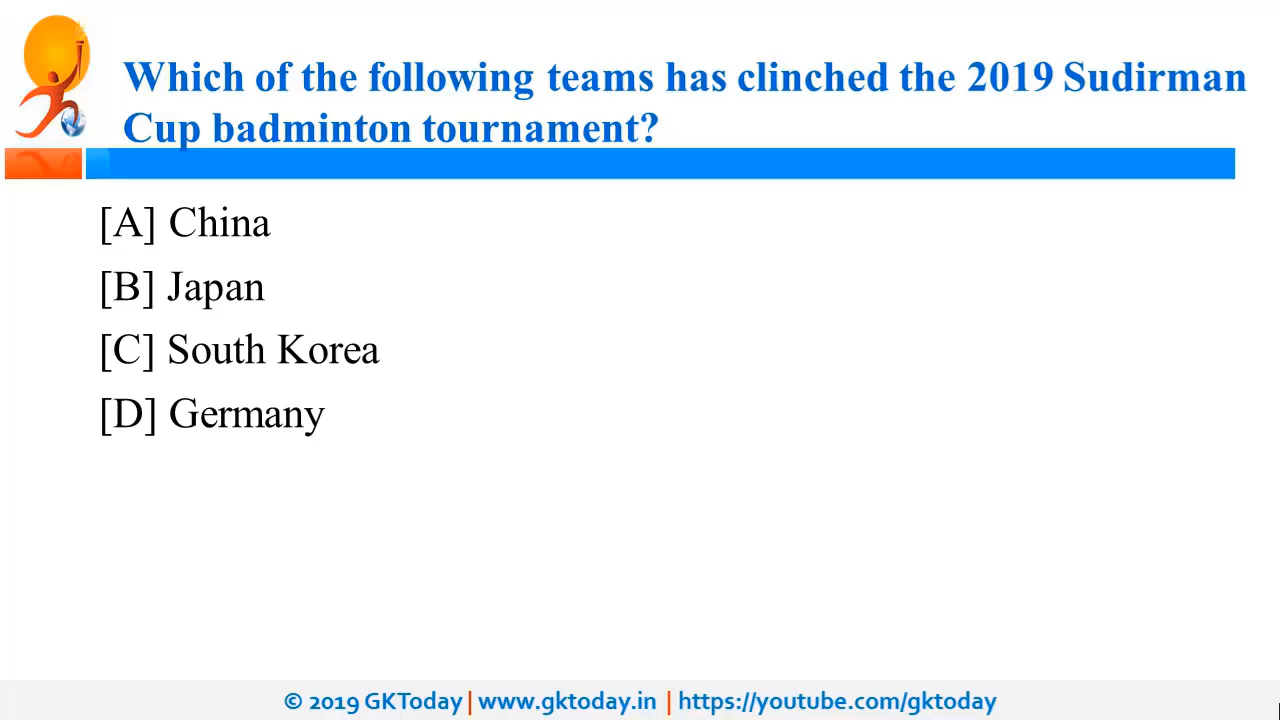 Which of the following teams has clinched the 2019 Sudirman
Cup badminton tournament?
[A] China
[B] Japan
[C] South Korea
[D] Germany
© 2019 GKToday | www.gktoday.in | https://youtube.com/gktoday